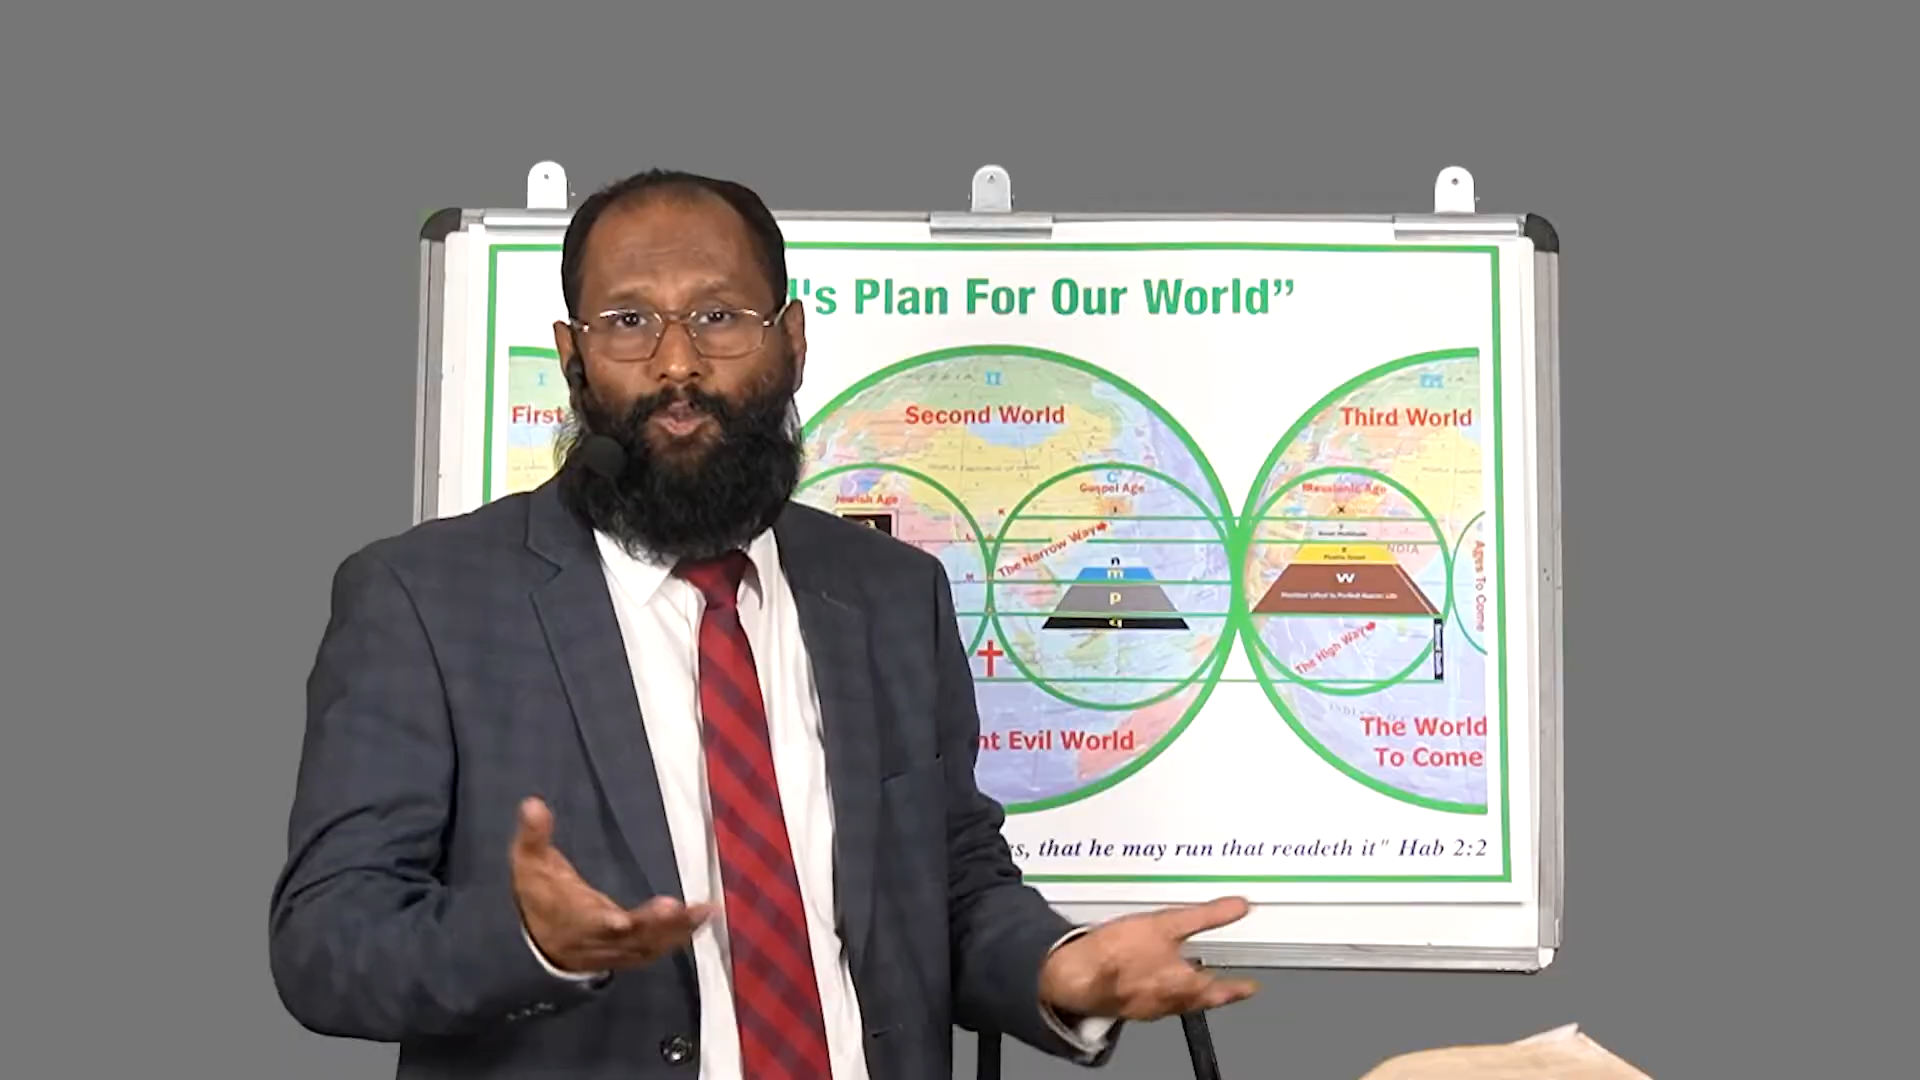 's Plan For Our World”
I
II
III
First
Second World
Third World
Jewish Age
C
Gospel Age
Messianic Age
K
x
L
The Narrow Way
INDIA
M
n
m
p
q
W
Ages To Come
The High Way
nt Evil World
The World
To Come
s, that he may run that readeth it" Hab 2:2